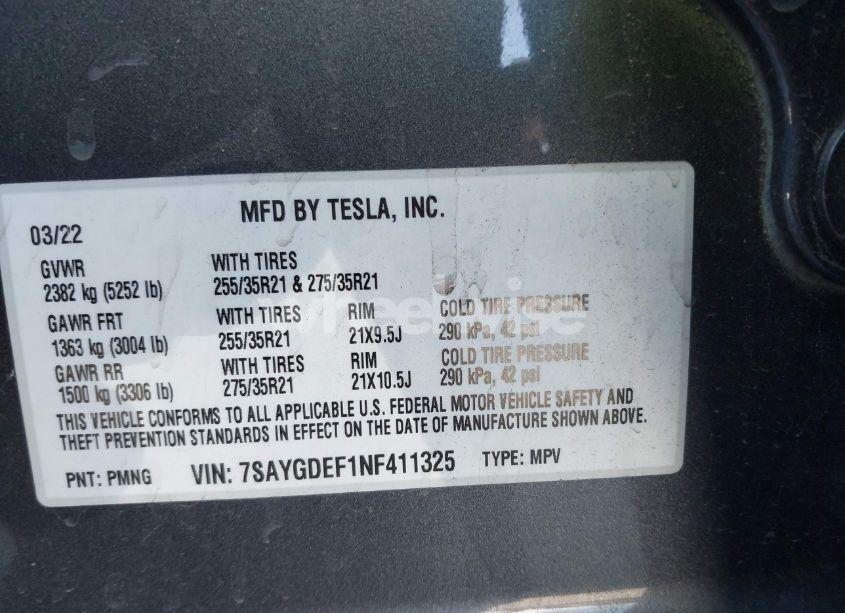 MFD BY TESLA, INC.
03/22
GVWR WITH TIRES
2382 kg (5252 lb) 255/35R21 & 275/35R21
GAWR FRT WITH TIRES RIM COLD TIRE PRESSURE
1363 kg (3004 lb) 255/35R21 21X9.5J 290 kPa, 42 psi
GAWR RR WITH TIRES RIM COLD TIRE PRESSURE
1500 kg (3306 lb) 275/35R21 21X10.5J 290 kPa, 42 psi
THIS VEHICLE CONFORMS TO ALL APPLICABLE U.S. FEDERAL MOTOR VEHICLE SAFETY AND
THEFT PREVENTION STANDARDS IN EFFECT ON THE DATE OF MANUFACTURE SHOWN ABOVE.
PNT: PMNG VIN: 7SAYGDEF1NF411325 TYPE: MPV
wheelwise